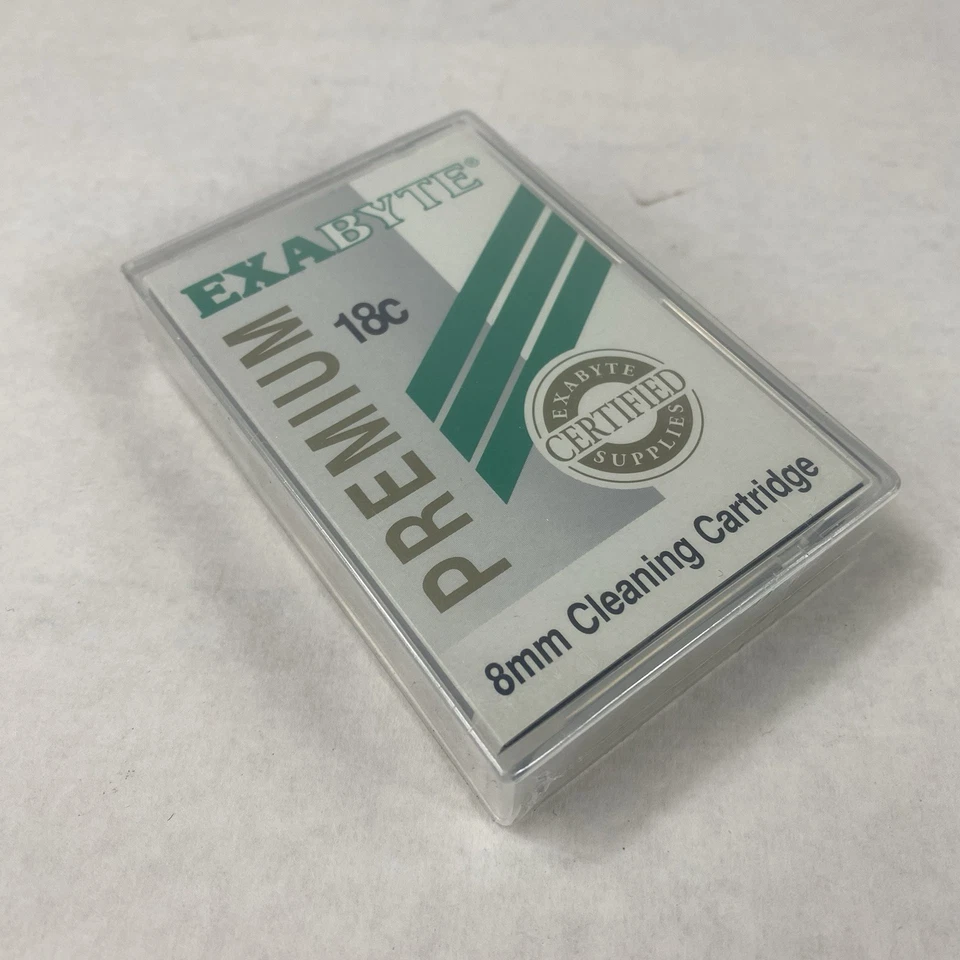 EXABYTE®
PREMIUM
18c
EXABYTE
CERTIFIED
SUPPLIES
8mm Cleaning Cartridge